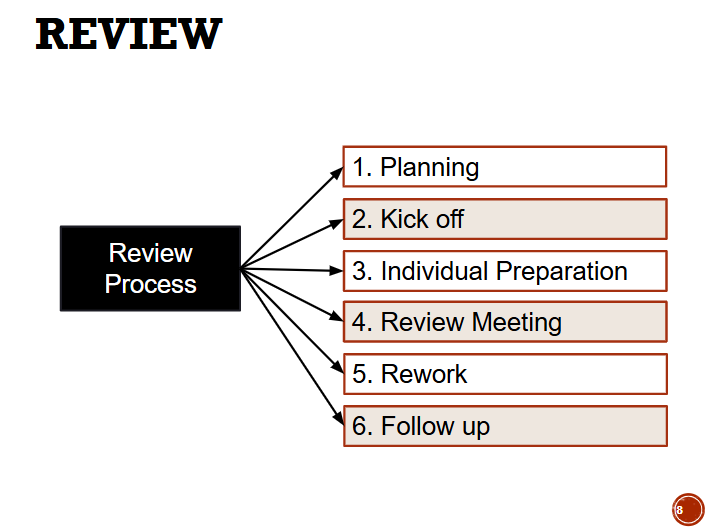 REVIEW
Review
Process
1. Planning
2. Kick off
3. Individual Preparation
4. Review Meeting
5. Rework
6. Follow up
8